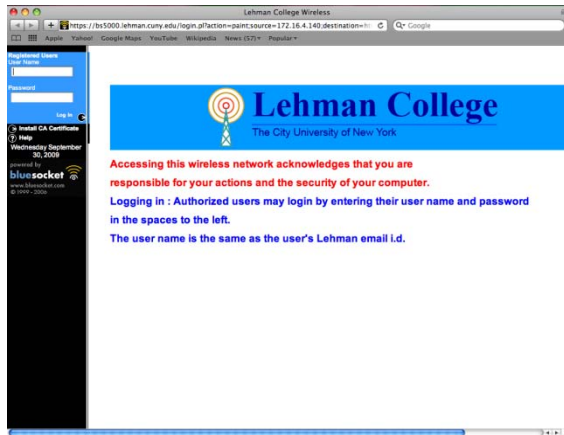 Lehman College Wireless
https://bs5000.lehman.cuny.edu/login.pl?action=paint;source=172.16.4.140;destination=ht
Google
Apple Yahoo! Google Maps YouTube Wikipedia News (57) Popular
Registered Users
User Name
Password
Log In
Install CA Certificate
? Help
Wednesday September
30, 2009
powered by
bluesocket
www.bluesocket.com
© 1999 - 2006
Lehman College
The City University of New York
Accessing this wireless network acknowledges that you are
responsible for your actions and the security of your computer.
Logging in : Authorized users may login by entering their user name and password
in the spaces to the left.
The user name is the same as the user's Lehman email i.d.